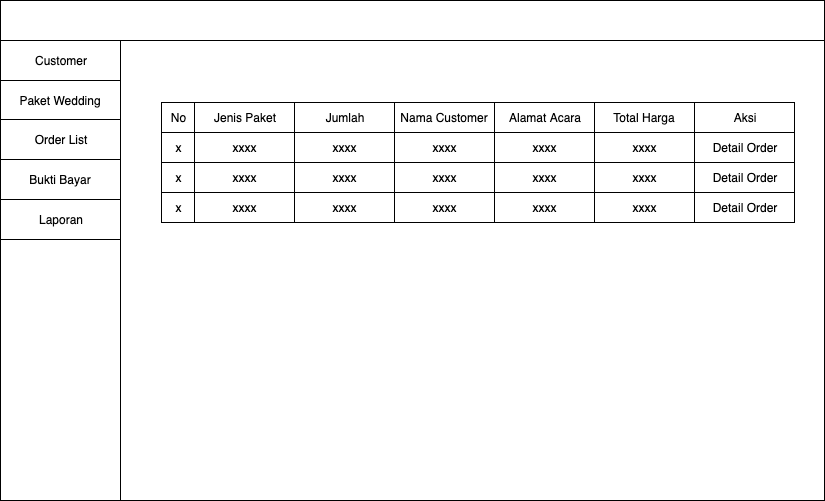 Customer
Paket Wedding
Order List
Bukti Bayar
Laporan
No Jenis Paket Jumlah Nama Customer Alamat Acara Total Harga Aksi
x xxxx xxxx xxxx xxxx xxxx Detail Order
x xxxx xxxx xxxx xxxx xxxx Detail Order
x xxxx xxxx xxxx xxxx xxxx Detail Order